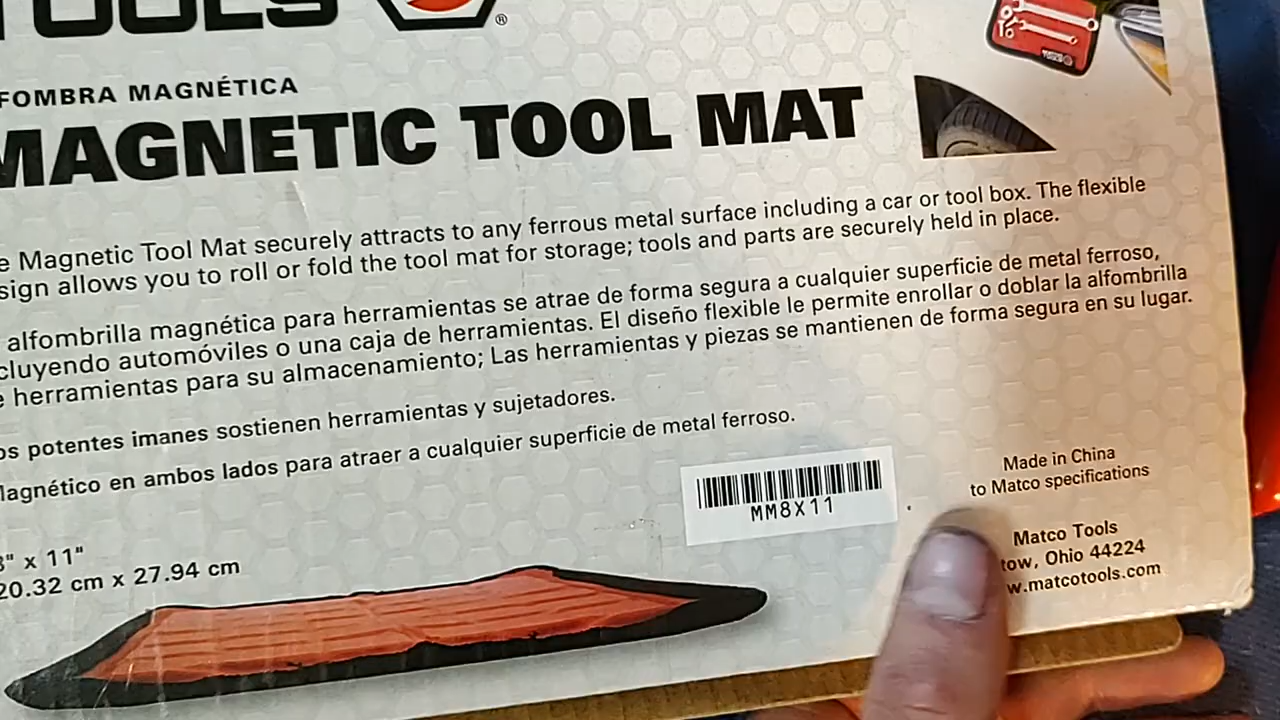 TOOLS ®
FOMBRA MAGNÉTICA
MAGNETIC TOOL MAT
e Magnetic Tool Mat securely attracts to any ferrous metal surface including a car or tool box. The flexible
sign allows you to roll or fold the tool mat for storage; tools and parts are securely held in place.
alfombrilla magnética para herramientas se atrae de forma segura a cualquier superficie de metal ferroso,
cluyendo automóviles o una caja de herramientas. El diseño flexible le permite enrollar o doblar la alfombrilla
e herramientas para su almacenamiento; Las herramientas y piezas se mantienen de forma segura en su lugar.
os potentes imanes sostienen herramientas y sujetadores.
Magnético en ambos lados para atraer a cualquier superficie de metal ferroso.
MM8X11
Made in China
to Matco specifications
8" x 11"
20.32 cm x 27.94 cm
Matco Tools
tow, Ohio 44224
w.matcotools.com